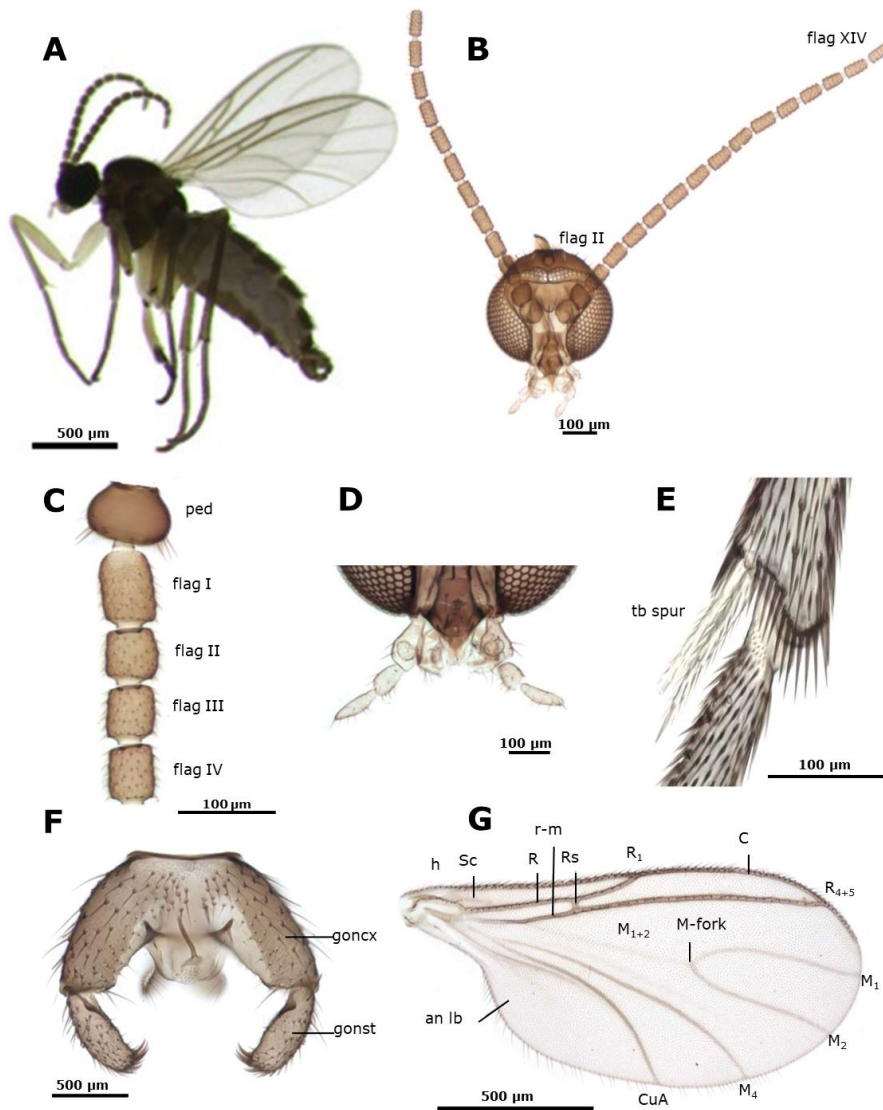 A
B
flag XIV
flag II
500 µm
100 µm
C
ped
flag I
flag II
flag III
flag IV
100 µm
D
100 µm
E
tb spur
100 µm
F
goncx
gonst
500 µm
G
h
Sc
R
r-m
Rs
R1
C
R4+5
M1+2
M-fork
M1
M2
M4
CuA
an lb
500 µm